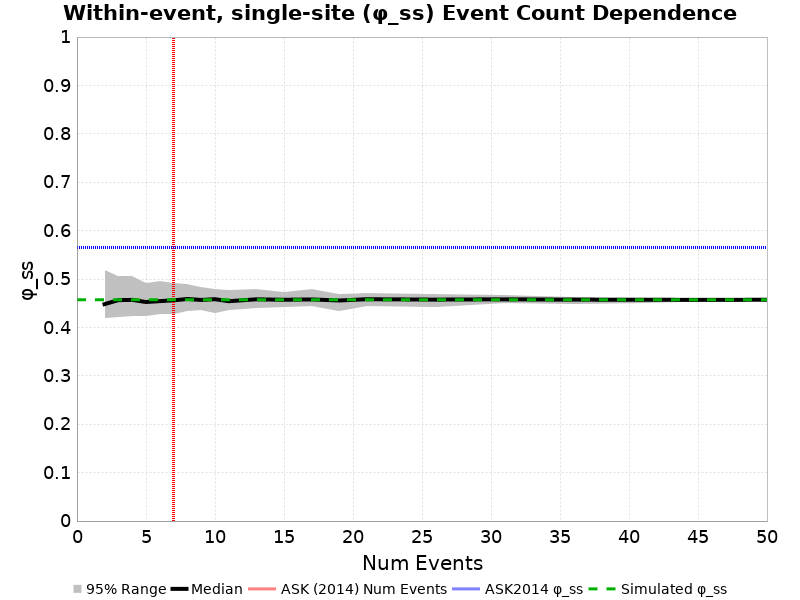 Within-event, single-site (φ_ss) Event Count Dependence
1
0.9
0.8
0.7
0.6
0.5
0.4
0.3
0.2
0.1
0
φ_ss
0 5 10 15 20 25 30 35 40 45 50
Num Events
95% Range Median ASK (2014) Num Events ASK2014 φ_ss Simulated φ_ss